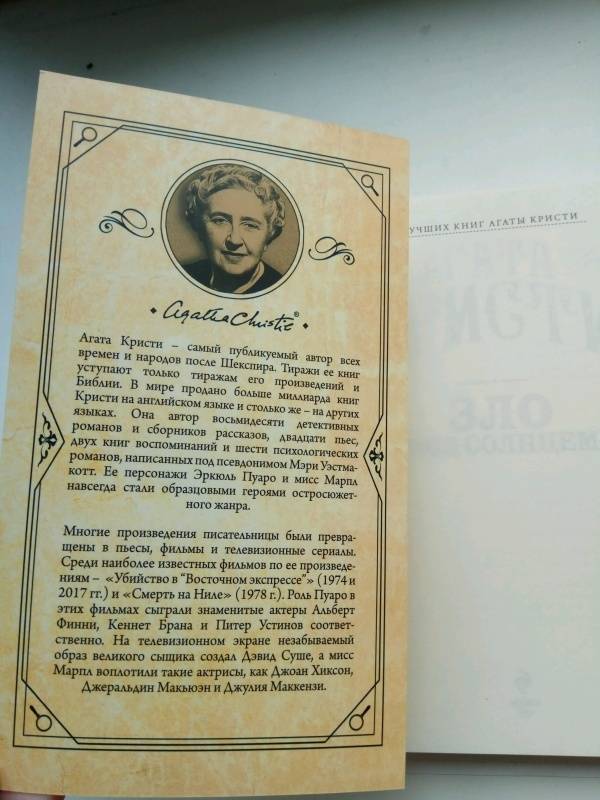 Agatha Christie®
Агата Кристи – самый публикуемый автор всех
времен и народов после Шекспира. Тиражи ее книг
уступают только тиражам его произведений и
Библии. В мире продано больше миллиарда книг
Кристи на английском языке и столько же – на других
языках. Она автор восьмидесяти детективных
романов и сборников рассказов, двадцати пьес,
двух книг воспоминаний и шести психологических
романов, написанных под псевдонимом Мэри Уэстма-
котт. Ее персонажи Эркюль Пуаро и мисс Марпл
навсегда стали образцовыми героями остросюжет-
ного жанра.
Многие произведения писательницы были превра-
щены в пьесы, фильмы и телевизионные сериалы.
Среди наиболее известных фильмов по ее произведе-
ниям – «Убийство в "Восточном экспрессе"» (1974 и
2017 гг.) и «Смерть на Ниле» (1978 г.). Роль Пуаро в
этих фильмах сыграли знаменитые актеры Альберт
Финни, Кеннет Брана и Питер Устинов соответ-
ственно. На телевизионном экране незабываемый
образ великого сыщика создал Дэвид Суше, а мисс
Марпл воплотили такие актрисы, как Джоан Хиксон,
Джеральдин Макьюэн и Джулия Маккензи.
УЧШИХ КНИГ АГАТЫ КРИСТИ